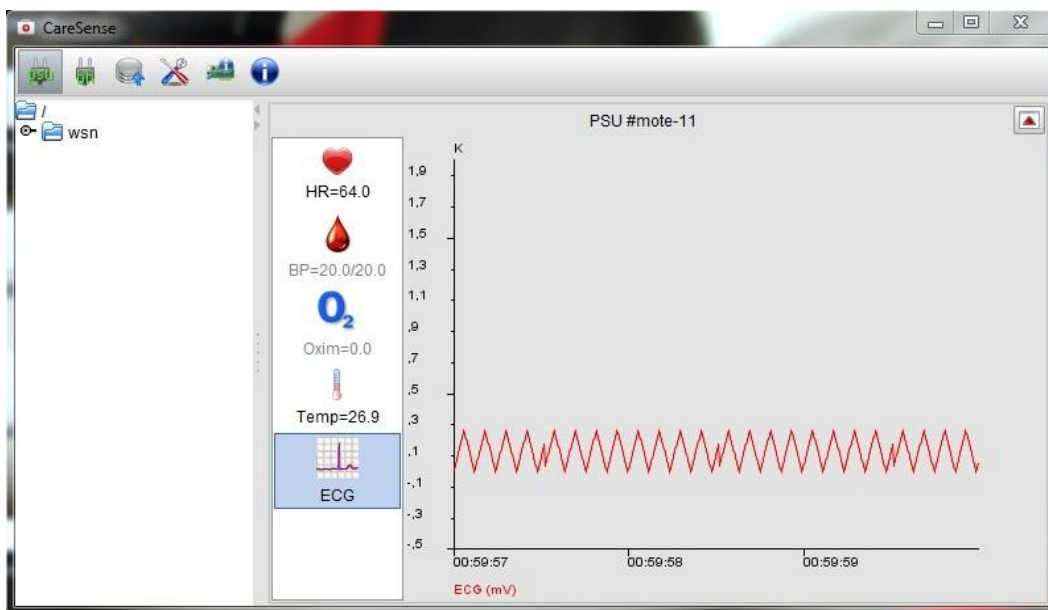 CareSense
PSU
/
wsn
PSU #mote-11
HR=64.0
BP=20.0/20.0
O2
Oxim=0.0
Temp=26.9
ECG
K
1,9
1,7
1,5
1,3
1,1
,9
,7
,5
,3
,1
-,1
-,3
-,5
00:59:57
00:59:58
00:59:59
ECG (mV)